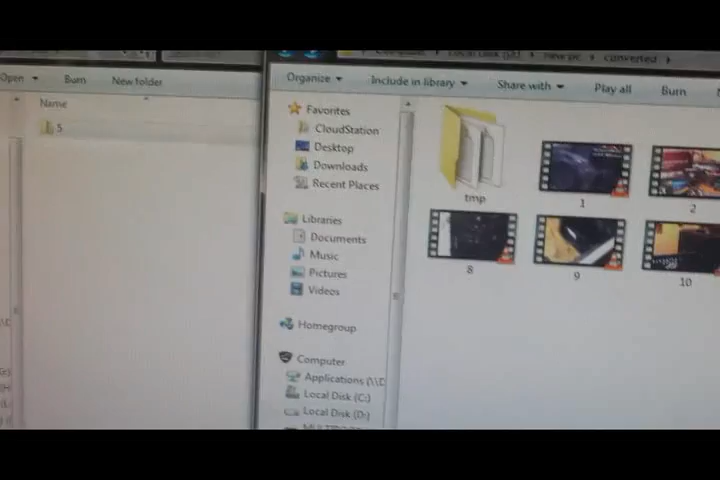 Local Disk (D:) New pc converted
Open Burn New folder
Organize Include in library Share with Play all Burn
Name
5
Favorites
CloudStation
Desktop
Downloads
Recent Places
Libraries
Documents
Music
Pictures
Videos
Homegroup
Computer
Applications (\\D
Local Disk (C:)
Local Disk (D:)
tmp
1
2
8
9
10